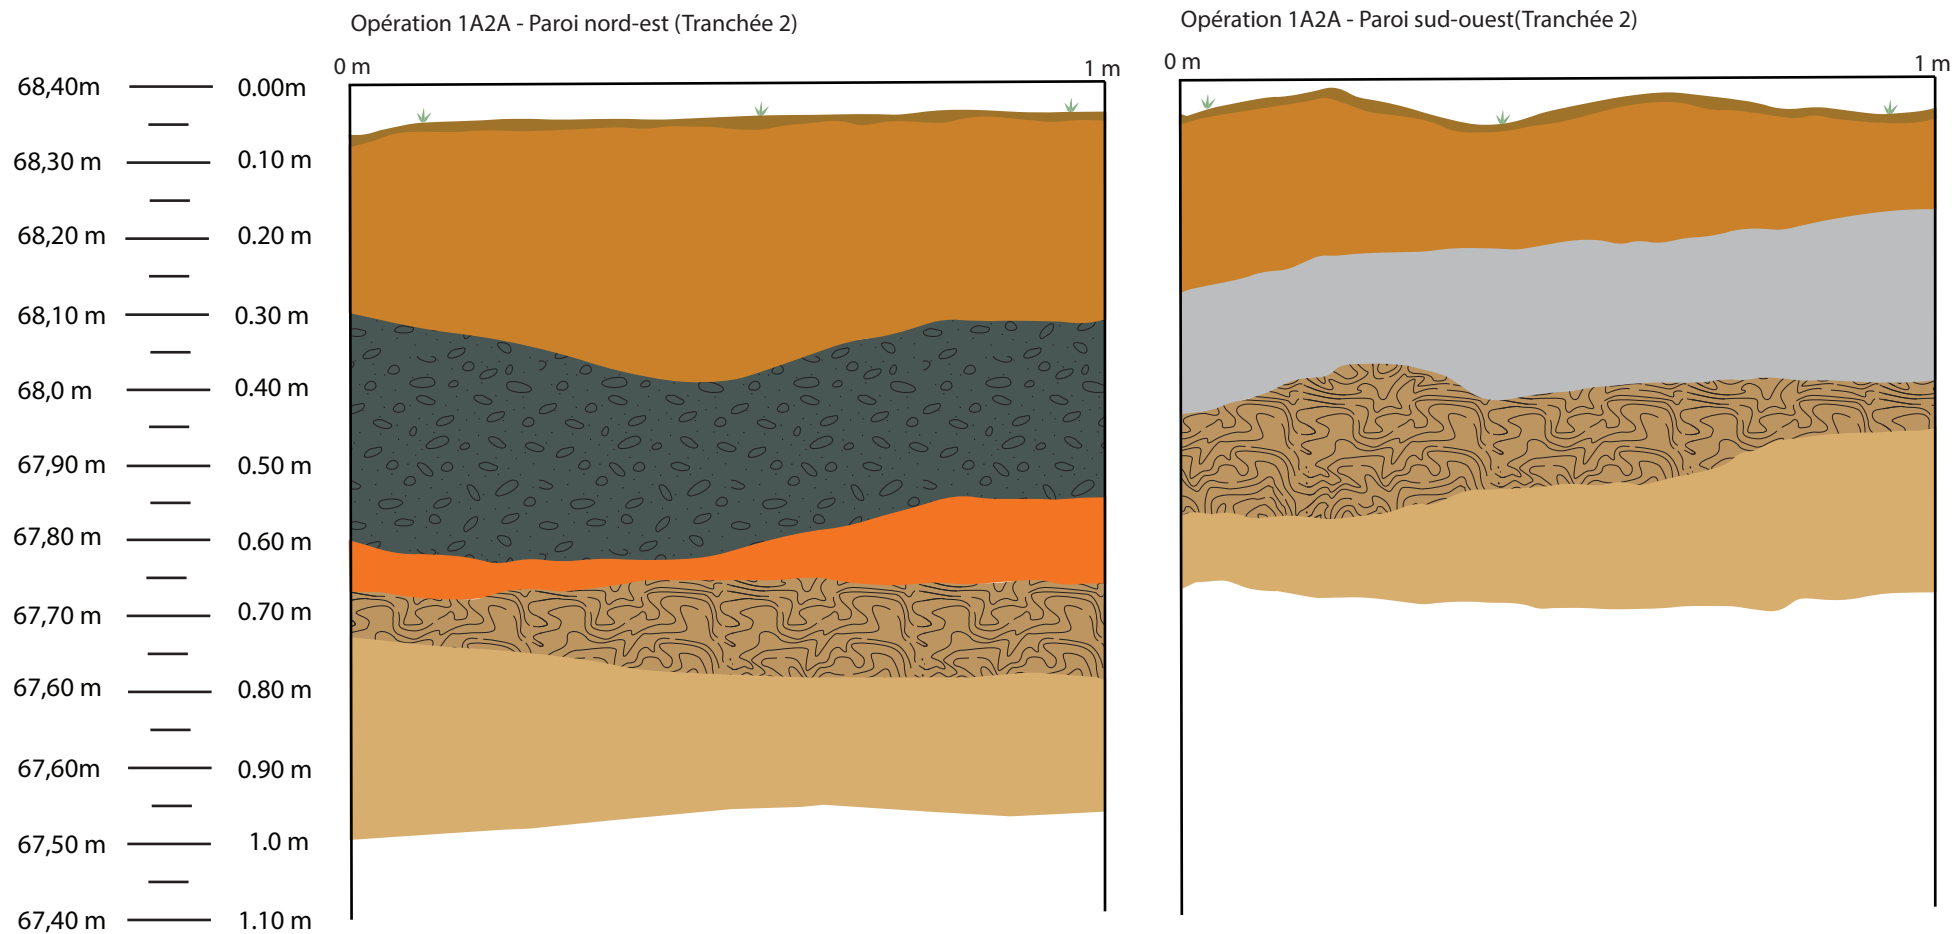 Opération 1A2A - Paroi nord-est (Tranchée 2)
Opération 1A2A - Paroi sud-ouest(Tranchée 2)
0 m
1 m
0 m
1 m
68,40m 0.00m
68,30 m 0.10 m
68,20 m 0.20 m
68,10 m 0.30 m
68,0 m 0.40 m
67,90 m 0.50 m
67,80 m 0.60 m
67,70 m 0.70 m
67,60 m 0.80 m
67,60m 0.90 m
67,50 m 1.0 m
67,40 m 1.10 m